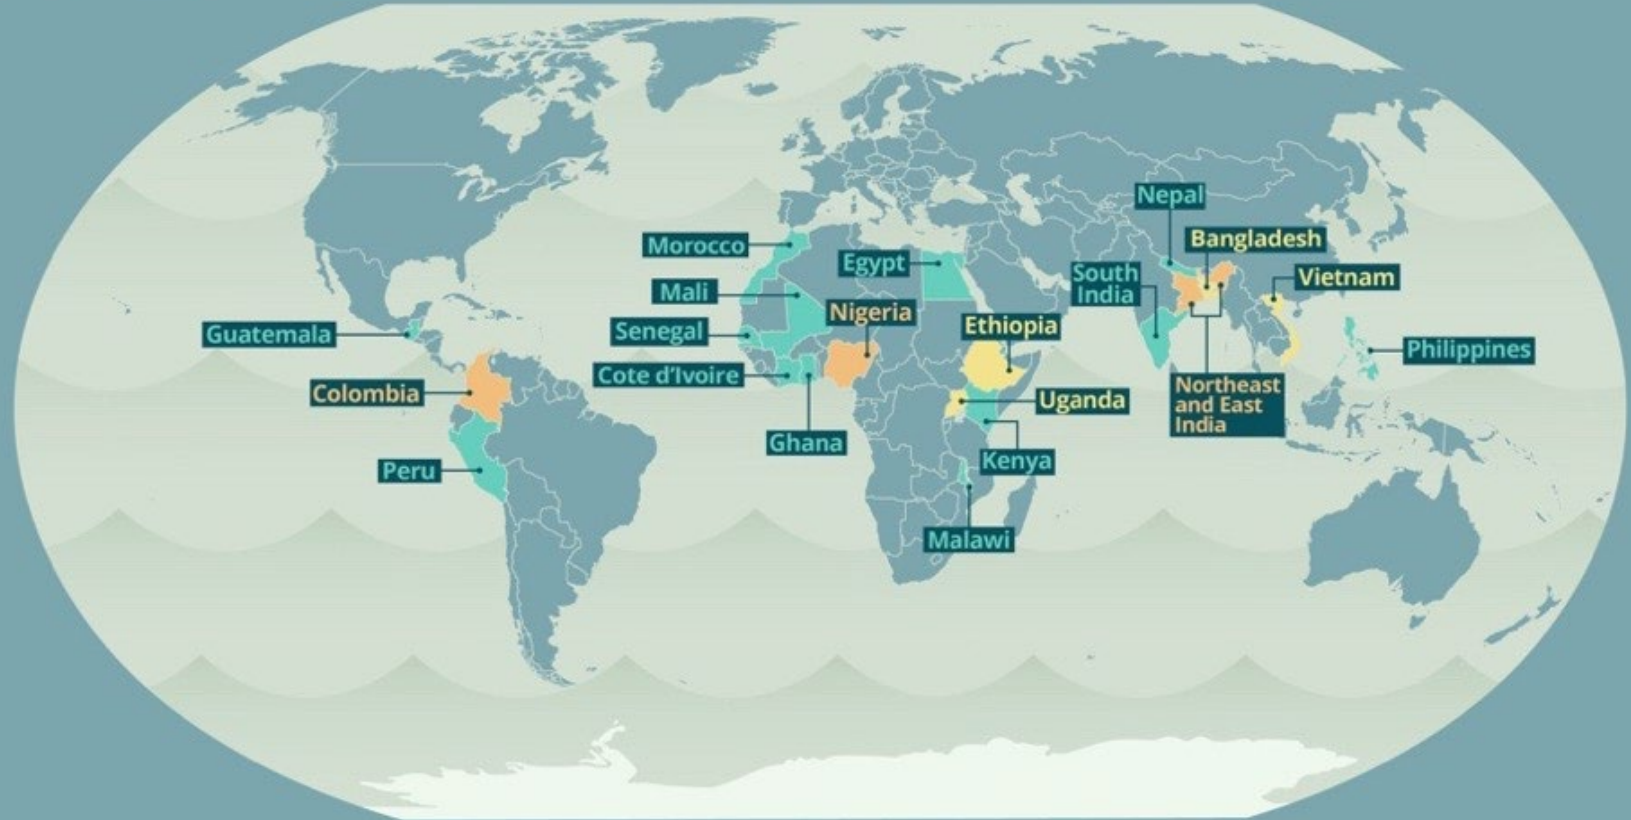 Nepal
Bangladesh
Morocco
Egypt
South
India
Vietnam
Mali
Nigeria
Senegal
Ethiopia
Guatemala
Philippines
Cote d'Ivoire
Colombia
Northeast
and East
India
Uganda
Ghana
Kenya
Peru
Malawi